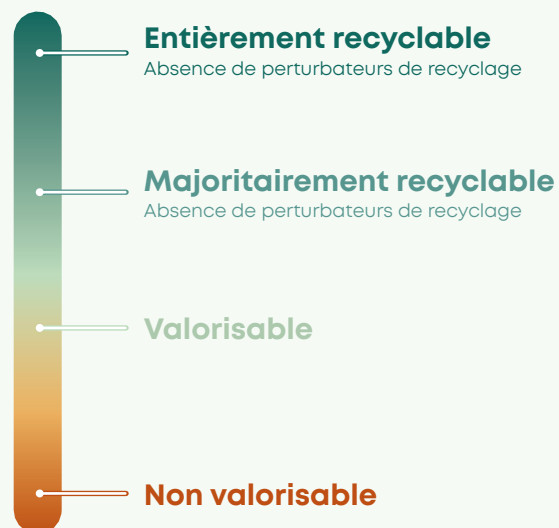 Entièrement recyclable
Absence de perturbateurs de recyclage
Majoritairement recyclable
Absence de perturbateurs de recyclage
Valorisable
Non valorisable